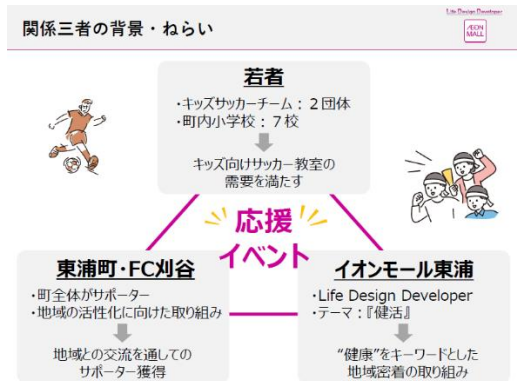 関係三者の背景・ねらい
Life Design Developer
ÆON
MALL
若者
・キッズサッカーチーム：２団体
・町内小学校：７校
キッズ向けサッカー教室の
需要を満たす
応援
イベント
東浦町・FC刈谷
・町全体がサポーター
・地域の活性化に向けた取り組み
地域との交流を通しての
サポーター獲得
イオンモール東浦
・Life Design Developer
・テーマ：『健活』
“健康”をキーワードとした
地域密着の取り組み